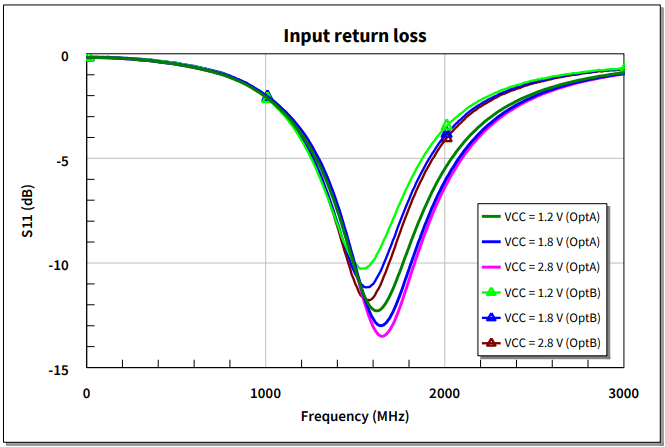 Input return loss
0
-5
-10
-15
S11 (dB)
0
1000
2000
3000
Frequency (MHz)
VCC = 1.2 V (OptA)
VCC = 1.8 V (OptA)
VCC = 2.8 V (OptA)
VCC = 1.2 V (OptB)
VCC = 1.8 V (OptB)
VCC = 2.8 V (OptB)